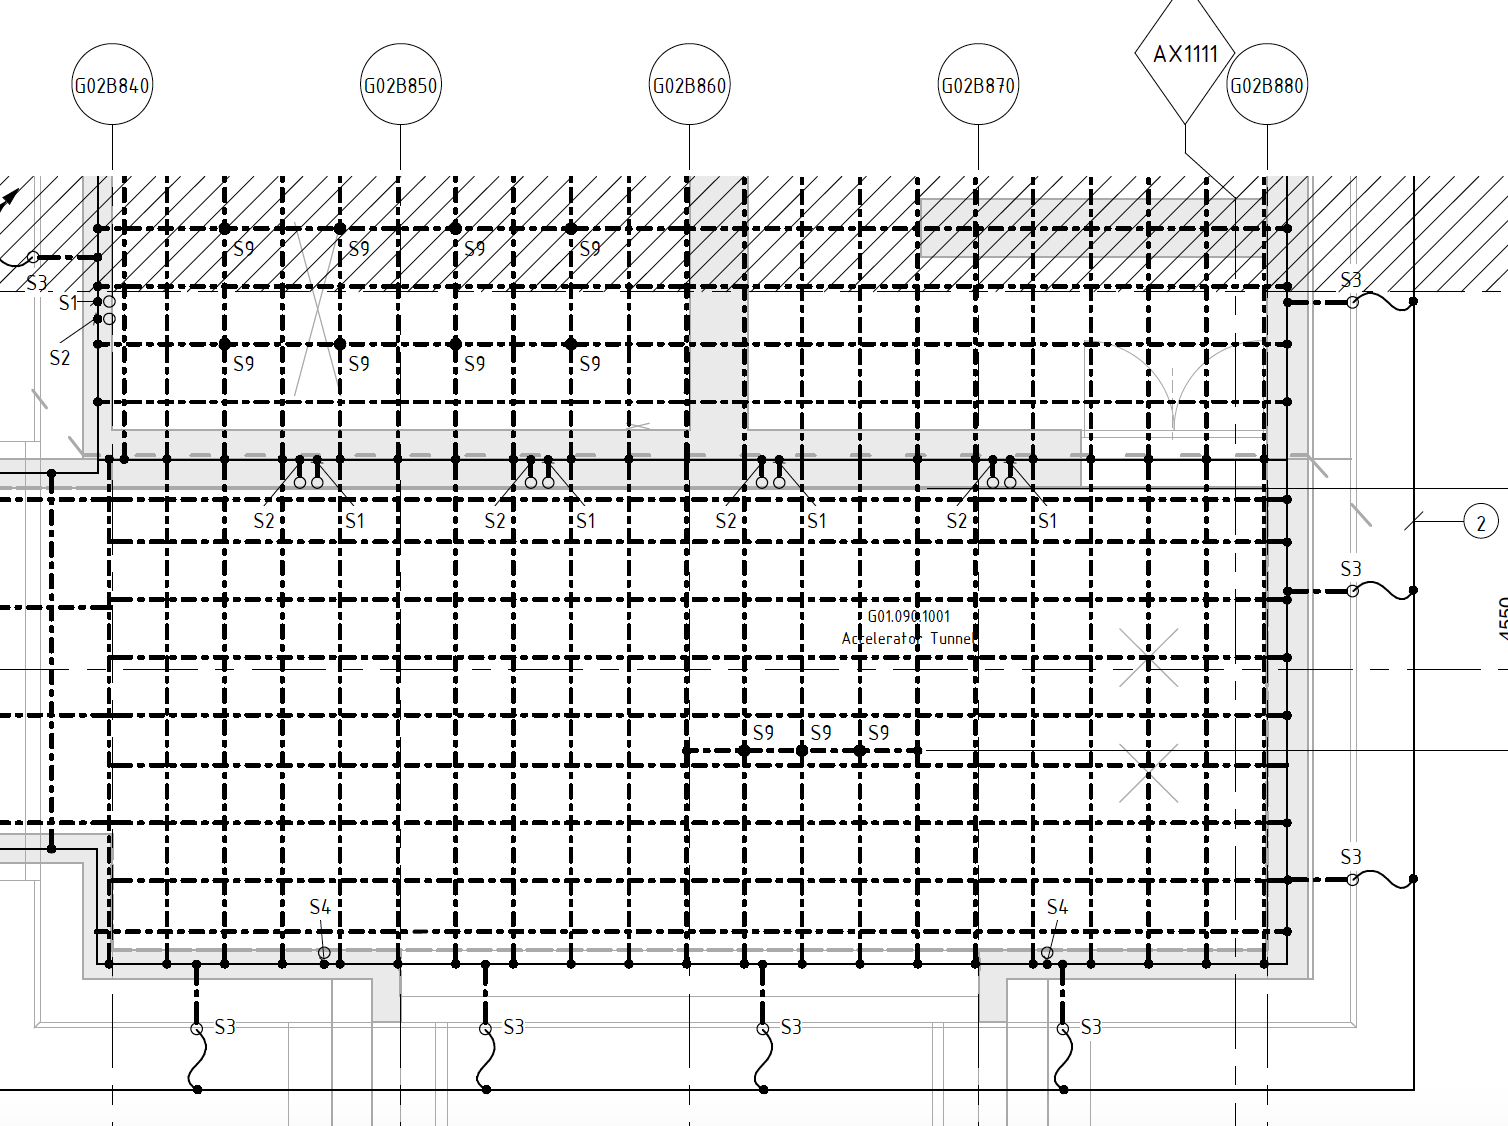 AX1111
G02B840
G02B850
G02B860
G02B870
G02B880
S9
S9
S9
S9
S3
S3
S1
S2
S9
S9
S9
S9
S2
S1
S2
S1
S2
S1
S2
S1
2
S3
4550
G01.090.1001
Accelerator Tunnel
S9
S9
S9
S3
S4
S4
S3
S3
S3
S3